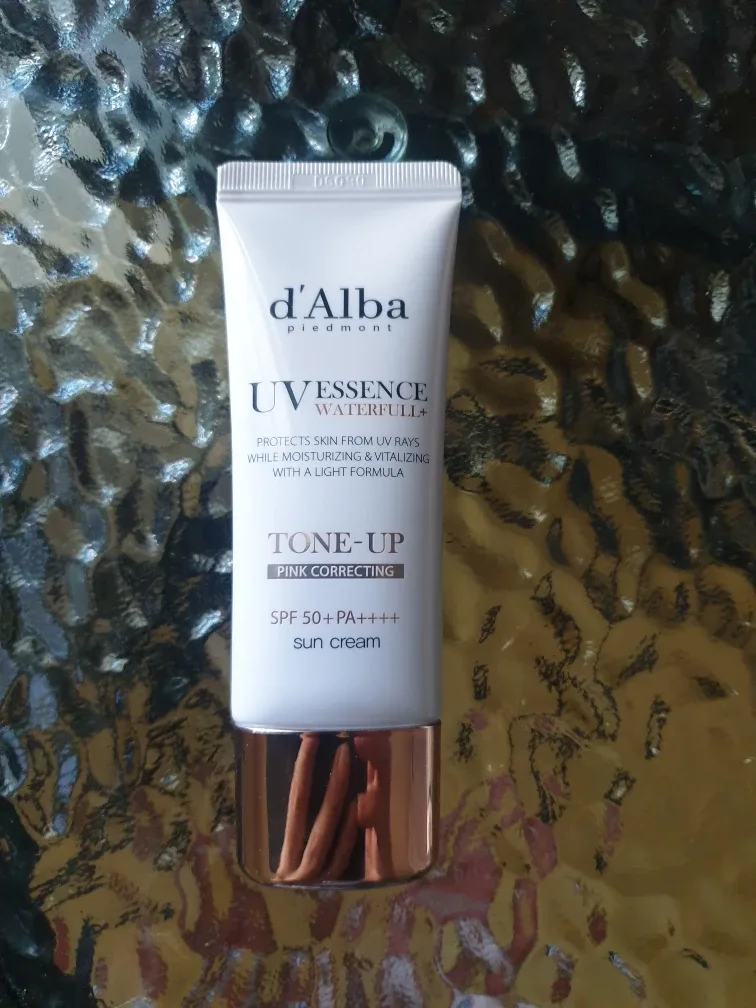 d'Alba
piedmont
UV ESSENCE
WATERFULL+
PROTECTS SKIN FROM UV RAYS
WHILE MOISTURIZING & VITALIZING
WITH A LIGHT FORMULA
TONE-UP
PINK CORRECTING
SPF 50+PA++++
sun cream